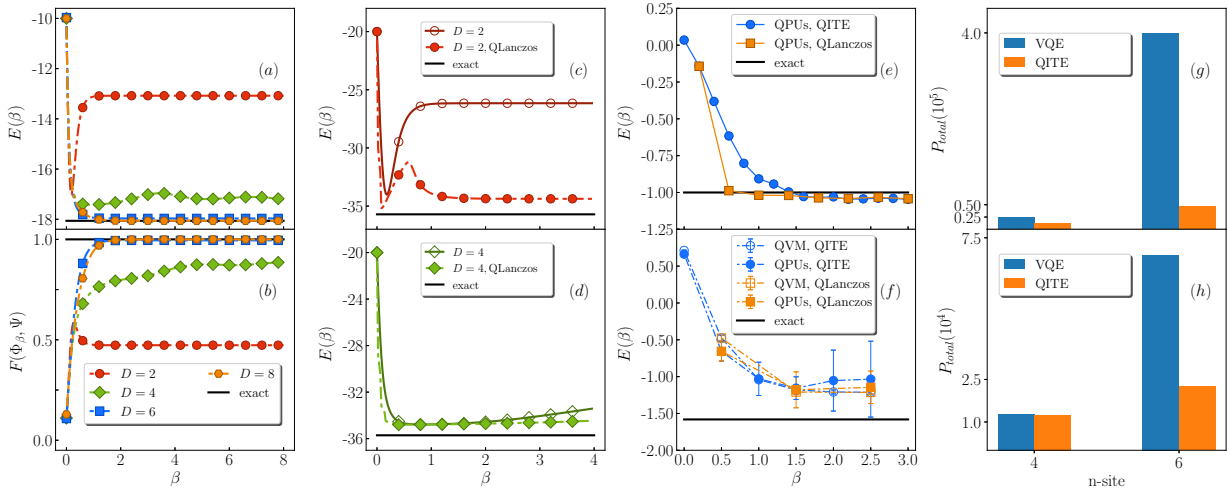 -10
-12
-14
-16
-18
E(β)
(a)
1.0
0.5
0.0
F(Φβ, Ψ)
(b)
D = 2
D = 4
D = 6
D = 8
exact
0
2
4
6
8
β
-20
-25
-30
-35
E(β)
D = 2
D = 2, QLanczos
exact
(c)
-20
-24
-28
-32
-36
E(β)
D = 4
D = 4, QLanczos
exact
(d)
0
1
2
3
4
β
0.25
0.00
-0.25
-0.50
-0.75
-1.00
-1.25
E(β)
QPUs, QITE
QPUs, QLanczos
exact
(e)
1.00
0.50
0.00
-0.50
-1.00
-1.50
-2.00
E(β)
QVM, QITE
QPUs, QITE
QVM, QLanczos
QPUs, QLanczos
exact
(f)
0.0
0.5
1.0
1.5
2.0
2.5
3.0
β
4.0
0.50
0.25
Ptotal(10⁵)
VQE
QITE
(g)
7.5
2.5
1.0
Ptotal(10⁴)
VQE
QITE
(h)
4
6
n-site